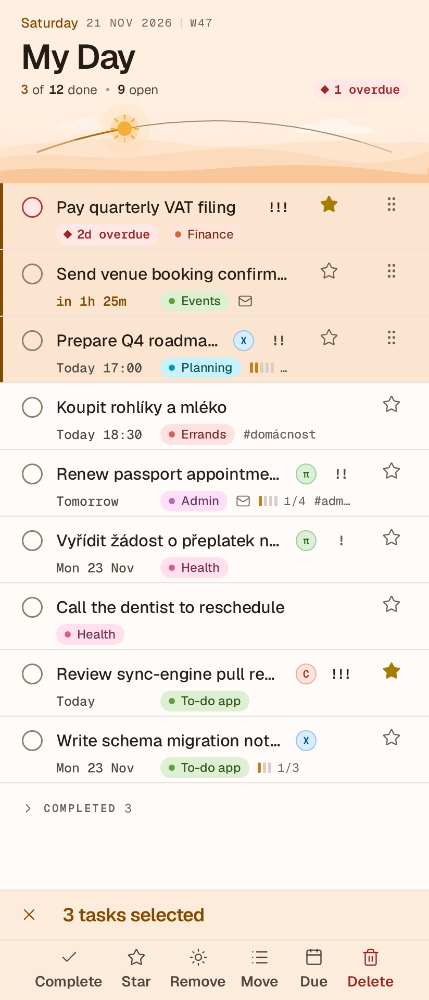 Saturday 21 NOV 2026 | W47
My Day
3 of 12 done • 9 open
1 overdue
Pay quarterly VAT filing !!!
2d overdue Finance
Send venue booking confirm…
in 1h 25m Events
Prepare Q4 roadma… X !!
Today 17:00 Planning …
Koupit rohlíky a mléko
Today 18:30 Errands #domácnost
Renew passport appointme… π !!
Tomorrow Admin 1/4 #adm…
Vyřídit žádost o přeplatek n… π !
Mon 23 Nov Health
Call the dentist to reschedule
Health
Review sync-engine pull re… C !!!
Today To-do app
Write schema migration not… X
Mon 23 Nov To-do app 1/3
COMPLETED 3
3 tasks selected
Complete Star Remove Move Due Delete